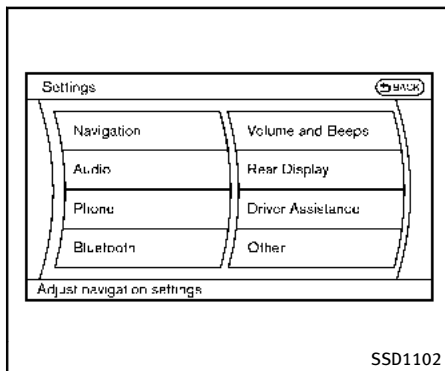 Settings
BACK
Navigation
Volume and Beeps
Audio
Rear Display
Phone
Driver Assistance
Bluetooth
Other
Adjust navigation settings
SSD1102